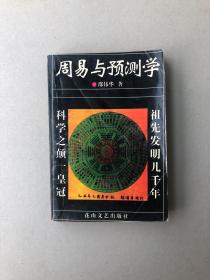 周易与预测学
邵伟华 著
祖先发明几千年
科学之颠一皇冠
花山文艺出版社